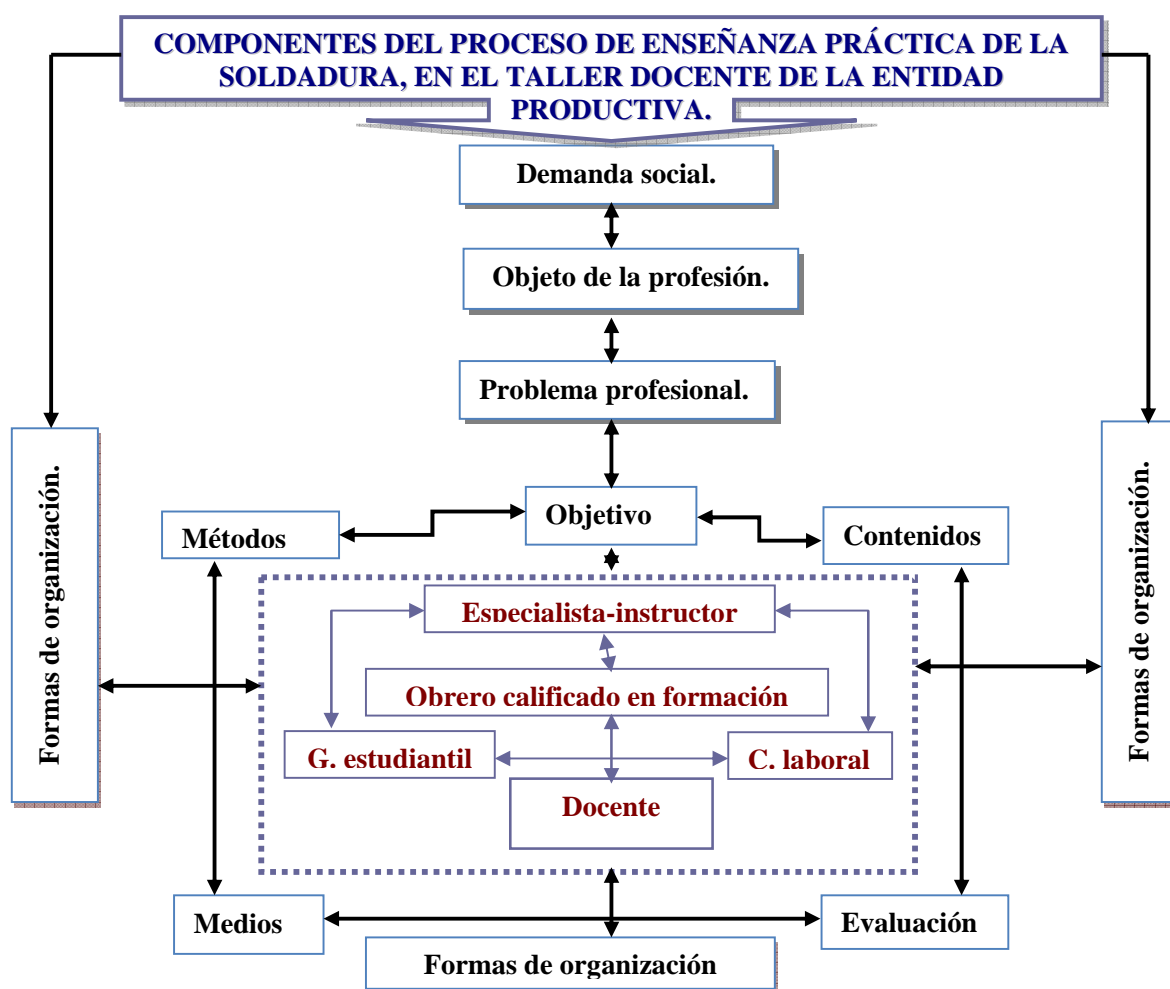 COMPONENTES DEL PROCESO DE ENSEÑANZA PRÁCTICA DE LA
SOLDADURA, EN EL TALLER DOCENTE DE LA ENTIDAD
PRODUCTIVA.
Demanda social.
Objeto de la profesión.
Problema profesional.
Formas de organización.
Formas de organización.
Objetivo
Métodos
Contenidos
Especialista-instructor
Obrero calificado en formación
G. estudiantil
C. laboral
Docente
Medios
Evaluación
Formas de organización